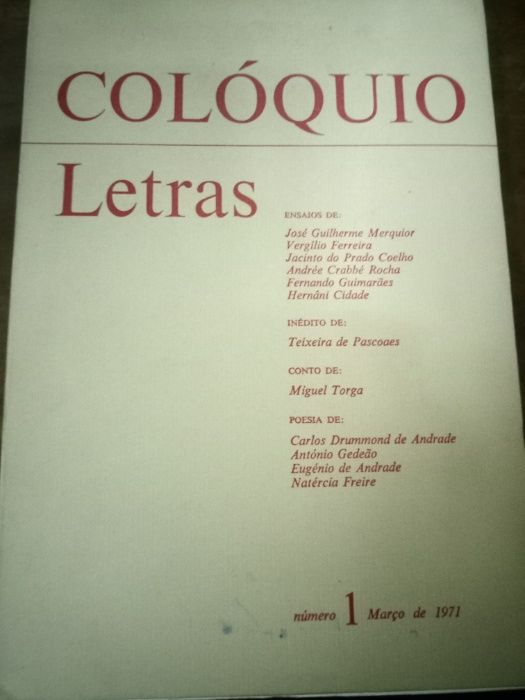 COLÓQUIO
Letras
ENSAIOS DE:
José Guilherme Merquior
Vergílio Ferreira
Jacinto do Prado Coelho
Andrée Crabbé Rocha
Fernando Guimarães
Hernâni Cidade
INÉDITO DE:
Teixeira de Pascoaes
CONTO DE:
Miguel Torga
POESIA DE:
Carlos Drummond de Andrade
António Gedeão
Eugénio de Andrade
Natércia Freire
número 1 Março de 1971